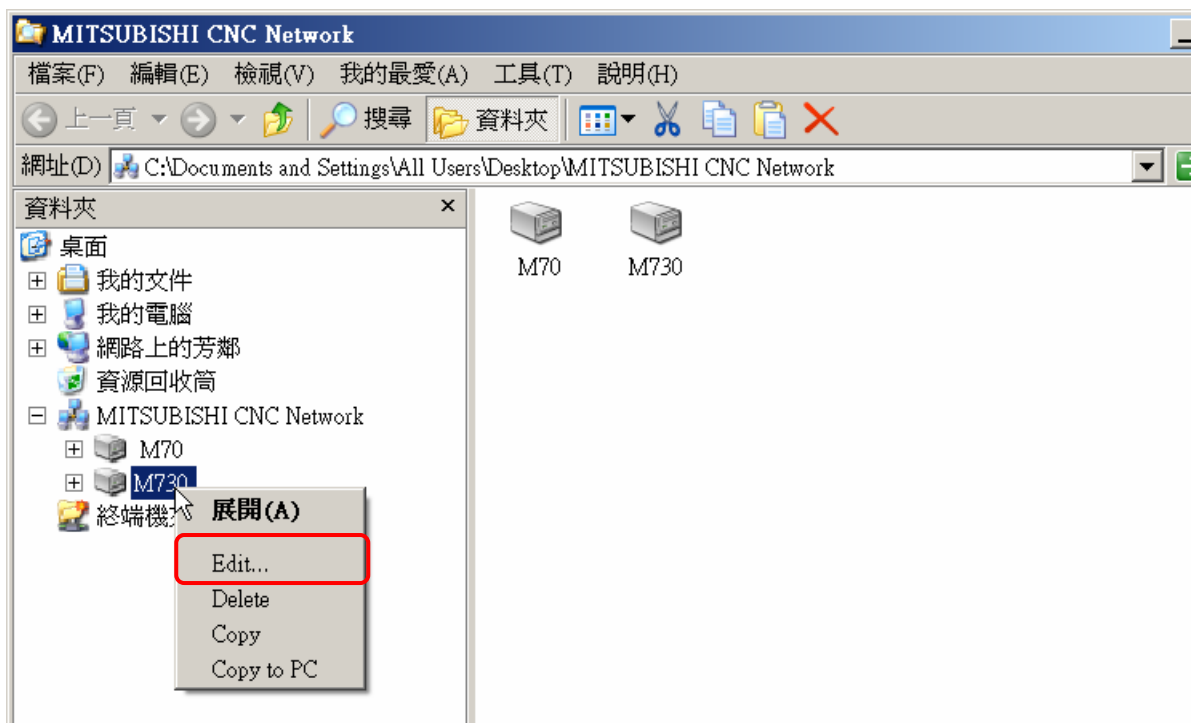 MITSUBISHI CNC Network
檔案(F) 編輯(E) 檢視(V) 我的最愛(A) 工具(T) 說明(H)
上一頁 搜尋 資料夾
網址(D) C:\Documents and Settings\All Users\Desktop\MITSUBISHI CNC Network
資料夾 ×
桌面
我的文件
我的電腦
網路上的芳鄰
資源回收筒
MITSUBISHI CNC Network
M70
M730
終端機
展開(A)
Edit...
Delete
Copy
Copy to PC
M70 M730